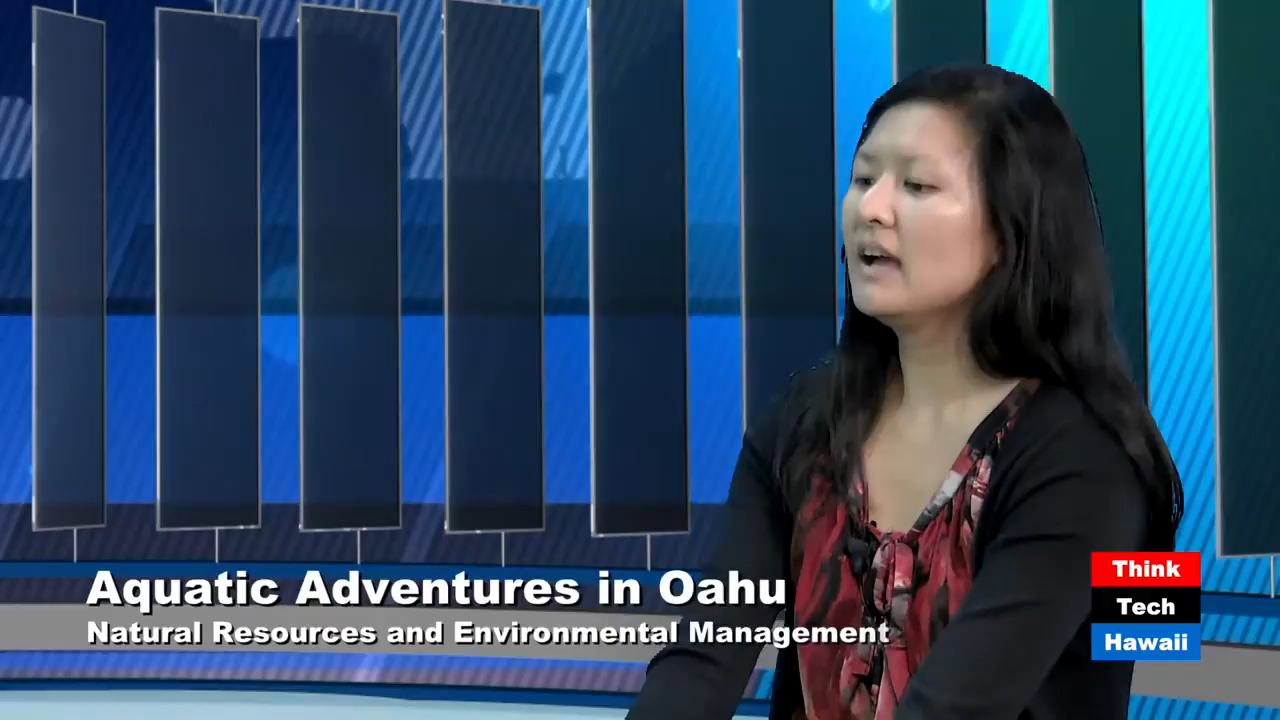 Aquatic Adventures in Oahu
Natural Resources and Environmental Management
Think
Tech
Hawaii